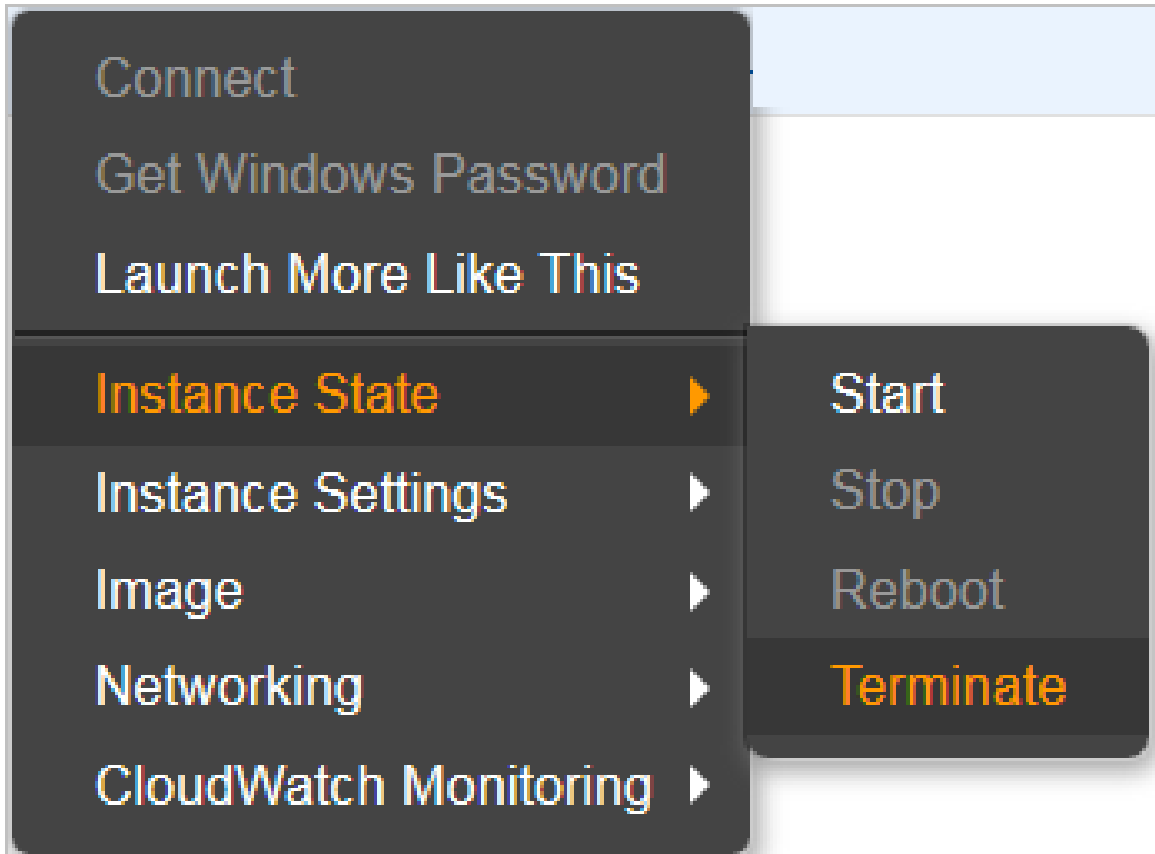 Connect
Get Windows Password
Launch More Like This
Instance State
Start
Instance Settings
Stop
Image
Reboot
Networking
Terminate
CloudWatch Monitoring